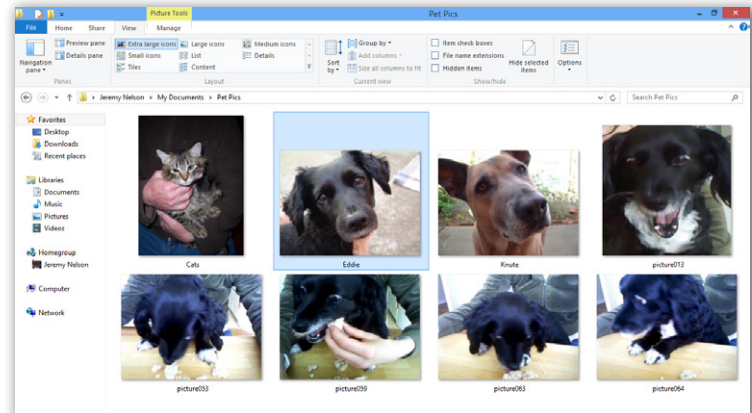 Picture Tools
Pet Pics
File Home Share View Manage
Navigation pane
Preview pane
Details pane
Panes
Extra large icons Large icons Medium icons
Small icons List Details
Tiles Content
Layout
Sort by
Group by
Add columns
Size all columns to fit
Current view
Item check boxes
File name extensions
Hidden items
Hide selected items
Show/hide
Options
Jeremy Nelson My Documents Pet Pics
Search Pet Pics
Favorites
Desktop
Downloads
Recent places
Libraries
Documents
Music
Pictures
Videos
Homegroup
Jeremy Nelson
Computer
Network
Cats Eddie Knute picture013
picture053 picture059 picture063 picture064